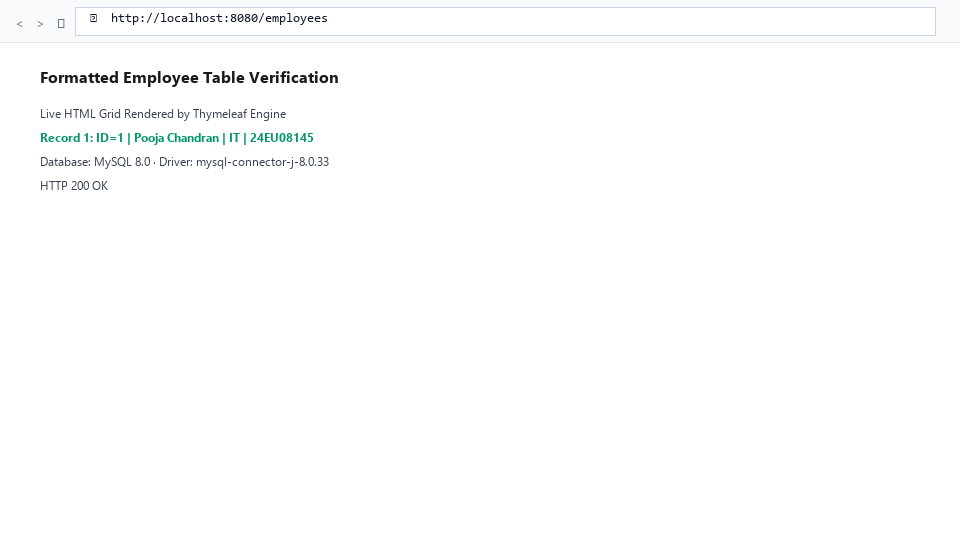 < > http://localhost:8080/employees
Formatted Employee Table Verification
Live HTML Grid Rendered by Thymeleaf Engine
Record 1: ID=1 | Pooja Chandran | IT | 24EU08145
Database: MySQL 8.0 · Driver: mysql-connector-j-8.0.33
HTTP 200 OK